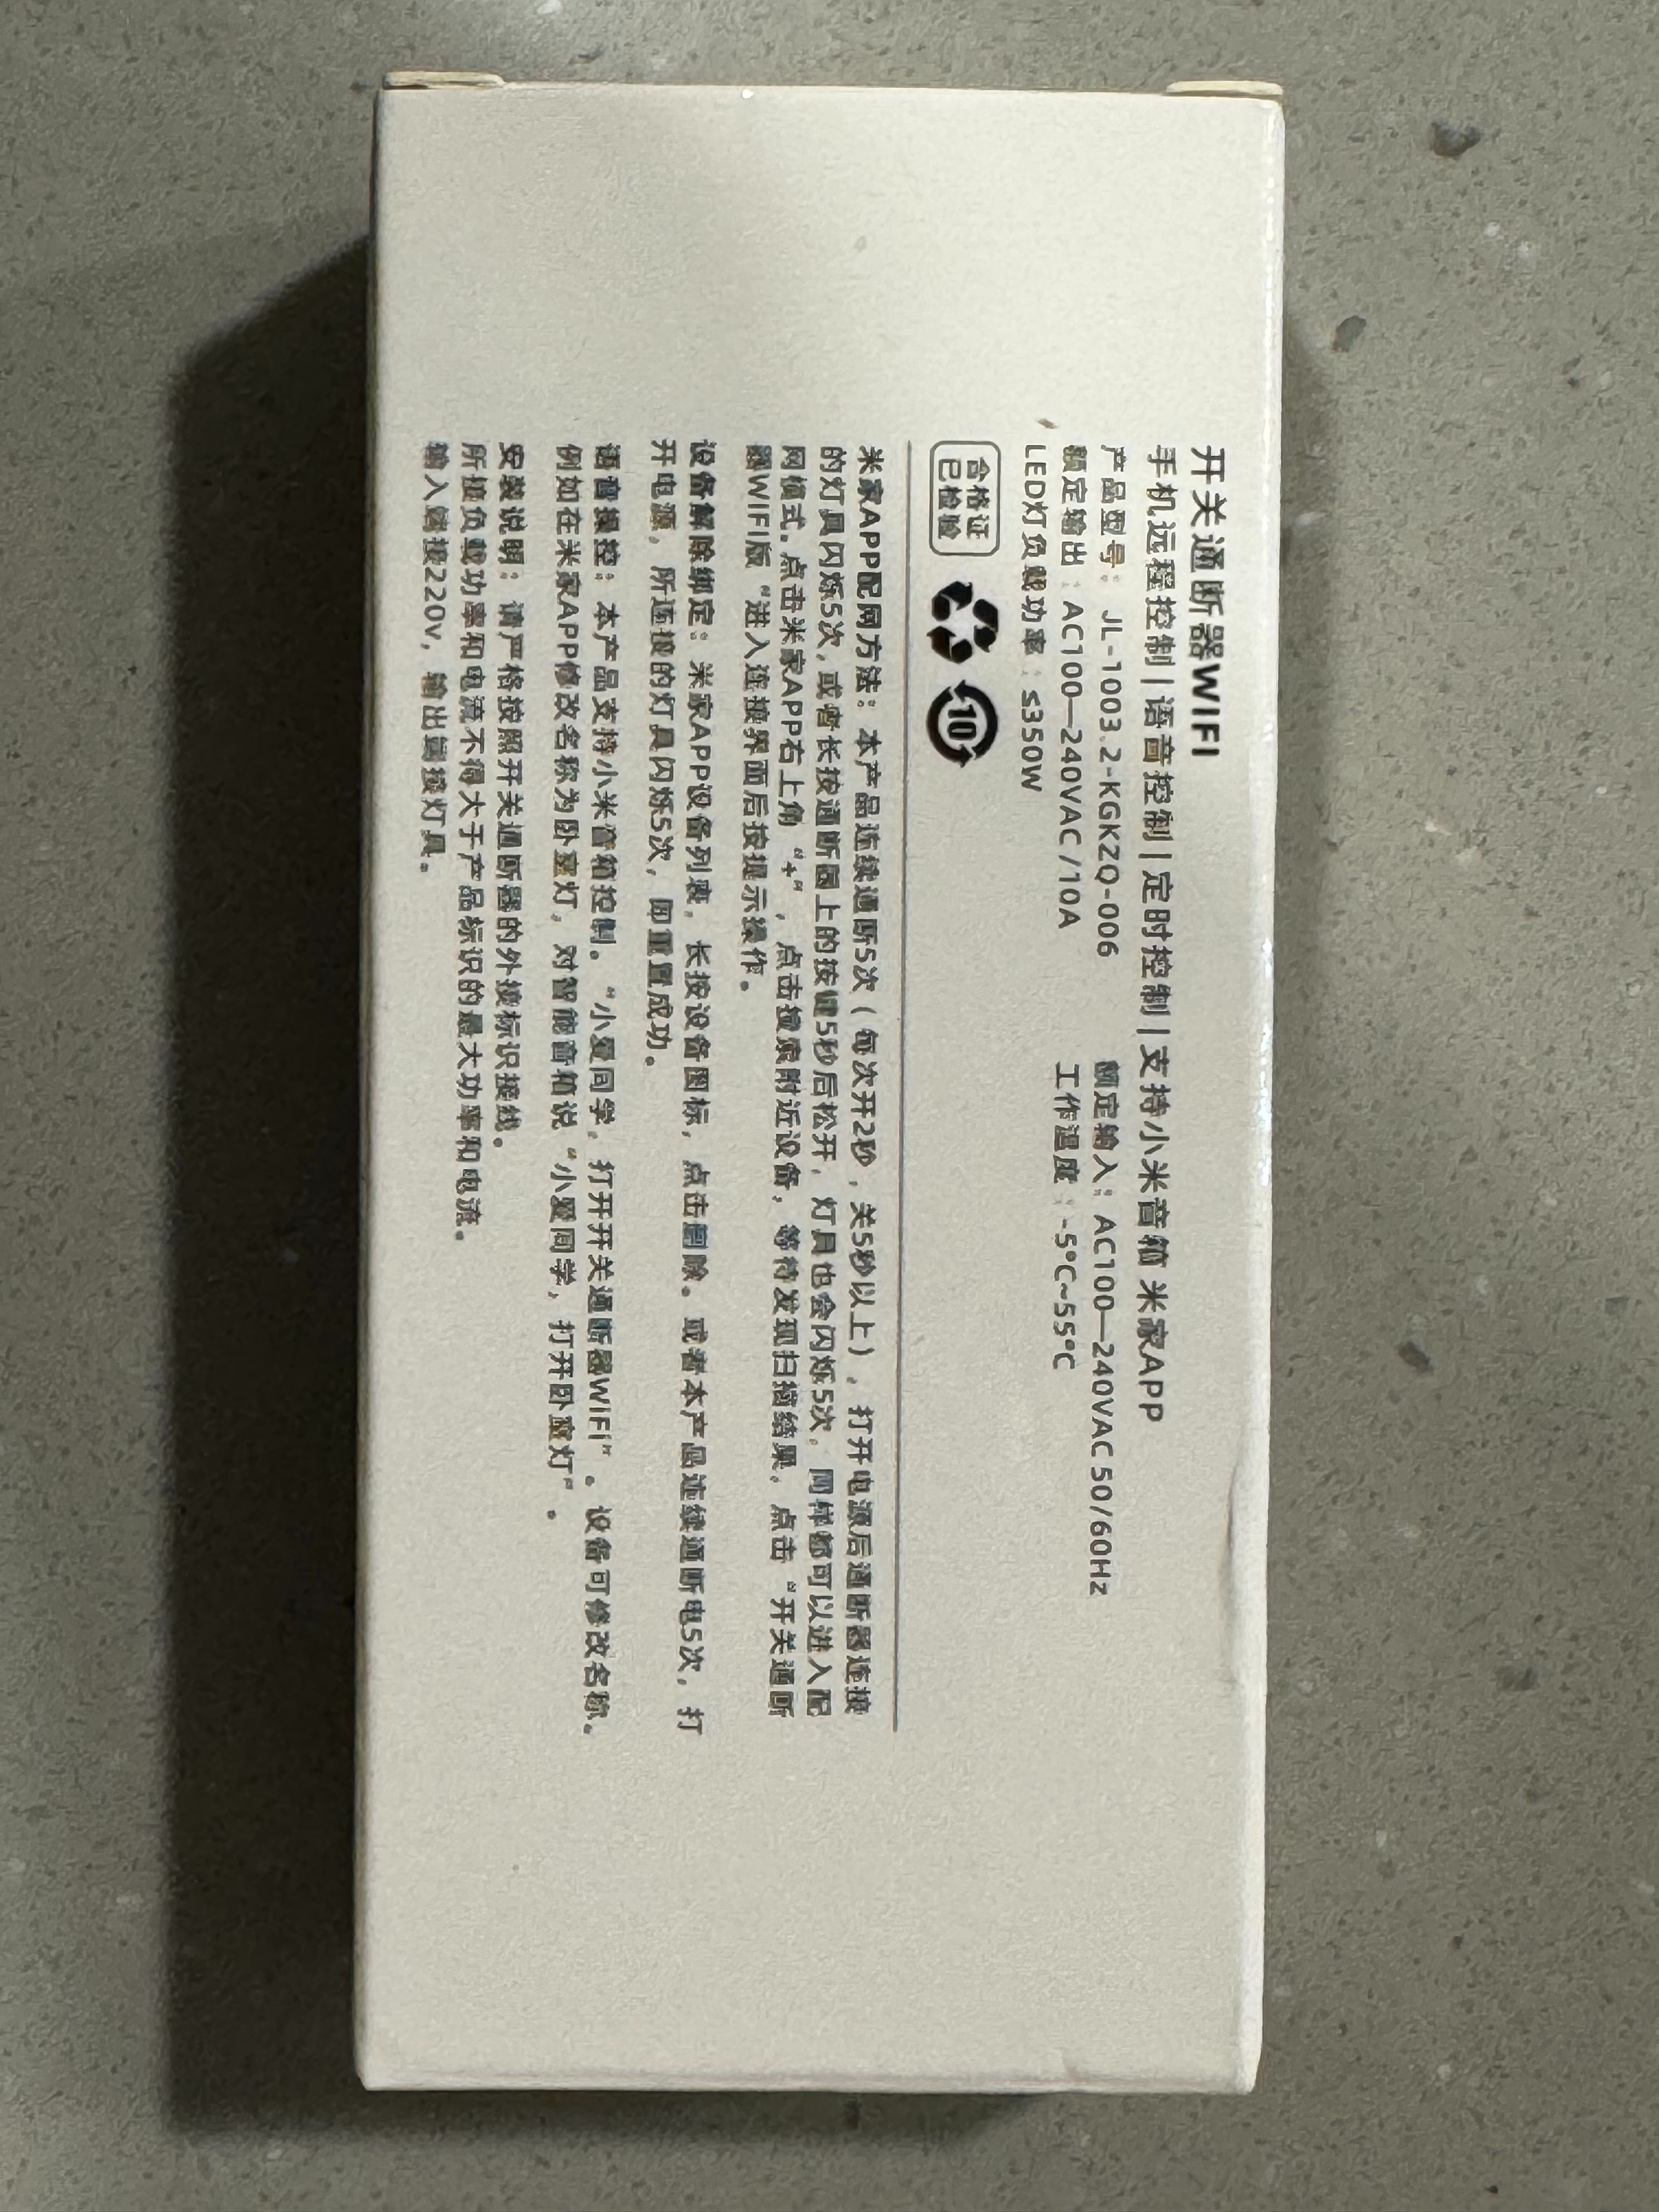 开关通断器WIFI
手机远程控制|语音控制|定时控制|支持小米音箱 米家APP
产品型号：JL-1003.2-KGKZQ-006 额定输入：AC100—240VAC 50/60Hz
额定输出：AC100—240VAC /10A 工作温度：-5°C~55°C
LED灯负载功率：≤350W
合格证
已检验
10
米家APP配网方法：本产品连续通断5次（每次开2秒，关5秒以上），打开电源后通断器连接
的灯具闪烁5次，或者长按通断器上的按键5秒后松开，灯具也会闪烁5次，同样都可以进入配
网模式。点击米家APP右上角“+”，点击搜索附近设备，等待发现扫描结果，点击“开关通断
器WIFI版“进入连接界面后按提示操作。
设备解除绑定：米家APP设备列表，长按设备图标，点击删除。或者本产品连续通断电5次，打
开电源，所连接的灯具闪烁5次，即重置成功。
语音操控：本产品支持小米音箱控制。“小爱同学，打开开关通断器WIFI”。设备可修改名称。
例如在米家APP修改名称为卧室灯，对智能音箱说“小爱同学，打开卧室灯”。
安装说明：请严格按照开关通断器的外接标识接线。
所接负载功率和电流不得大于产品标识的最大功率和电流。
输入端接220v，输出端接灯具。